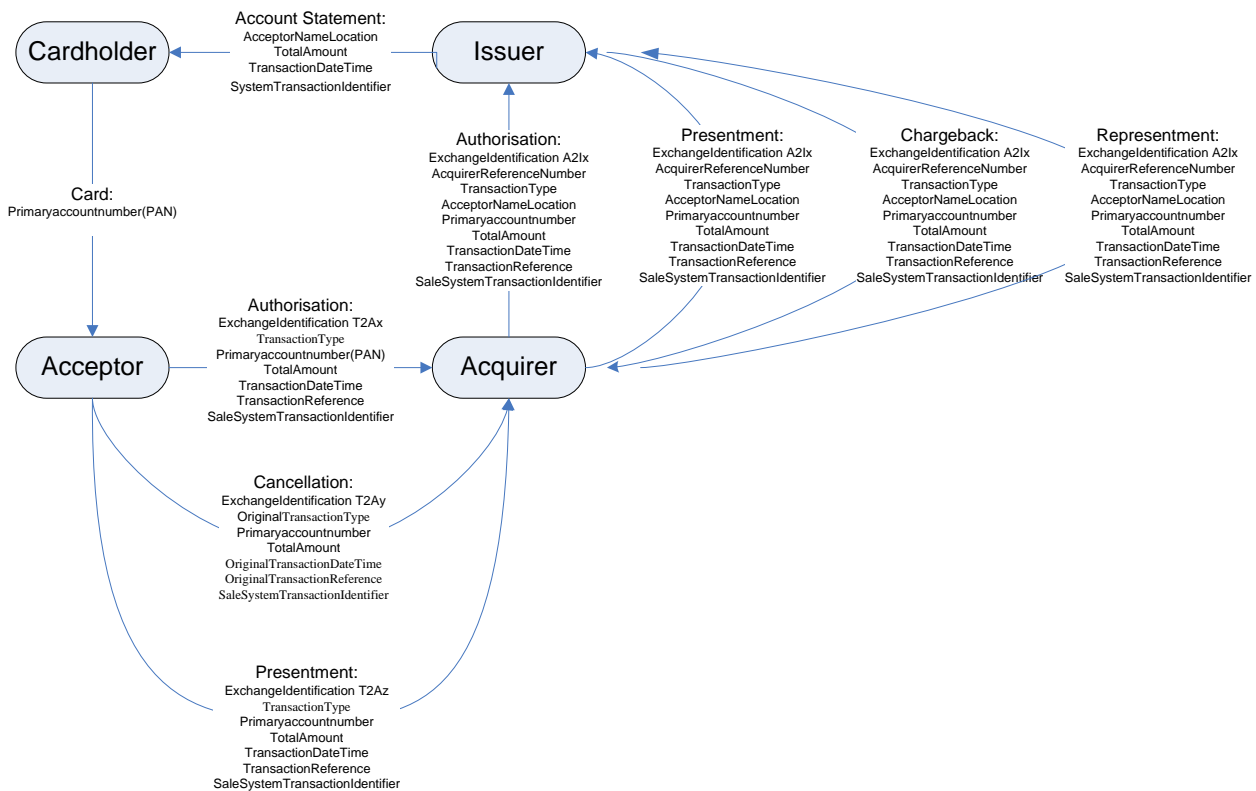 Cardholder
Account Statement:
AcceptorNameLocation
TotalAmount
TransactionDateTime
SystemTransactionIdentifier
Issuer
Card:
Primaryaccountnumber(PAN)
Authorisation:
ExchangeIdentification A2Ix
AcquirerReferenceNumber
TransactionType
AcceptorNameLocation
Primaryaccountnumber
TotalAmount
TransactionDateTime
TransactionReference
SaleSystemTransactionIdentifier
Presentment:
ExchangeIdentification A2Ix
AcquirerReferenceNumber
TransactionType
AcceptorNameLocation
Primaryaccountnumber
TotalAmount
TransactionDateTime
TransactionReference
SaleSystemTransactionIdentifier
Chargeback:
ExchangeIdentification A2Ix
AcquirerReferenceNumber
TransactionType
AcceptorNameLocation
Primaryaccountnumber
TotalAmount
TransactionDateTime
TransactionReference
SaleSystemTransactionIdentifier
Representment:
ExchangeIdentification A2Ix
AcquirerReferenceNumber
TransactionType
AcceptorNameLocation
Primaryaccountnumber
TotalAmount
TransactionDateTime
TransactionReference
SaleSystemTransactionIdentifier
Acceptor
Authorisation:
ExchangeIdentification T2Ax
TransactionType
Primaryaccountnumber(PAN)
TotalAmount
TransactionDateTime
TransactionReference
SaleSystemTransactionIdentifier
Acquirer
Cancellation:
ExchangeIdentification T2Ay
OriginalTransactionType
Primaryaccountnumber
TotalAmount
OriginalTransactionDateTime
OriginalTransactionReference
SaleSystemTransactionIdentifier
Presentment:
ExchangeIdentification T2Az
TransactionType
Primaryaccountnumber
TotalAmount
TransactionDateTime
TransactionReference
SaleSystemTransactionIdentifier